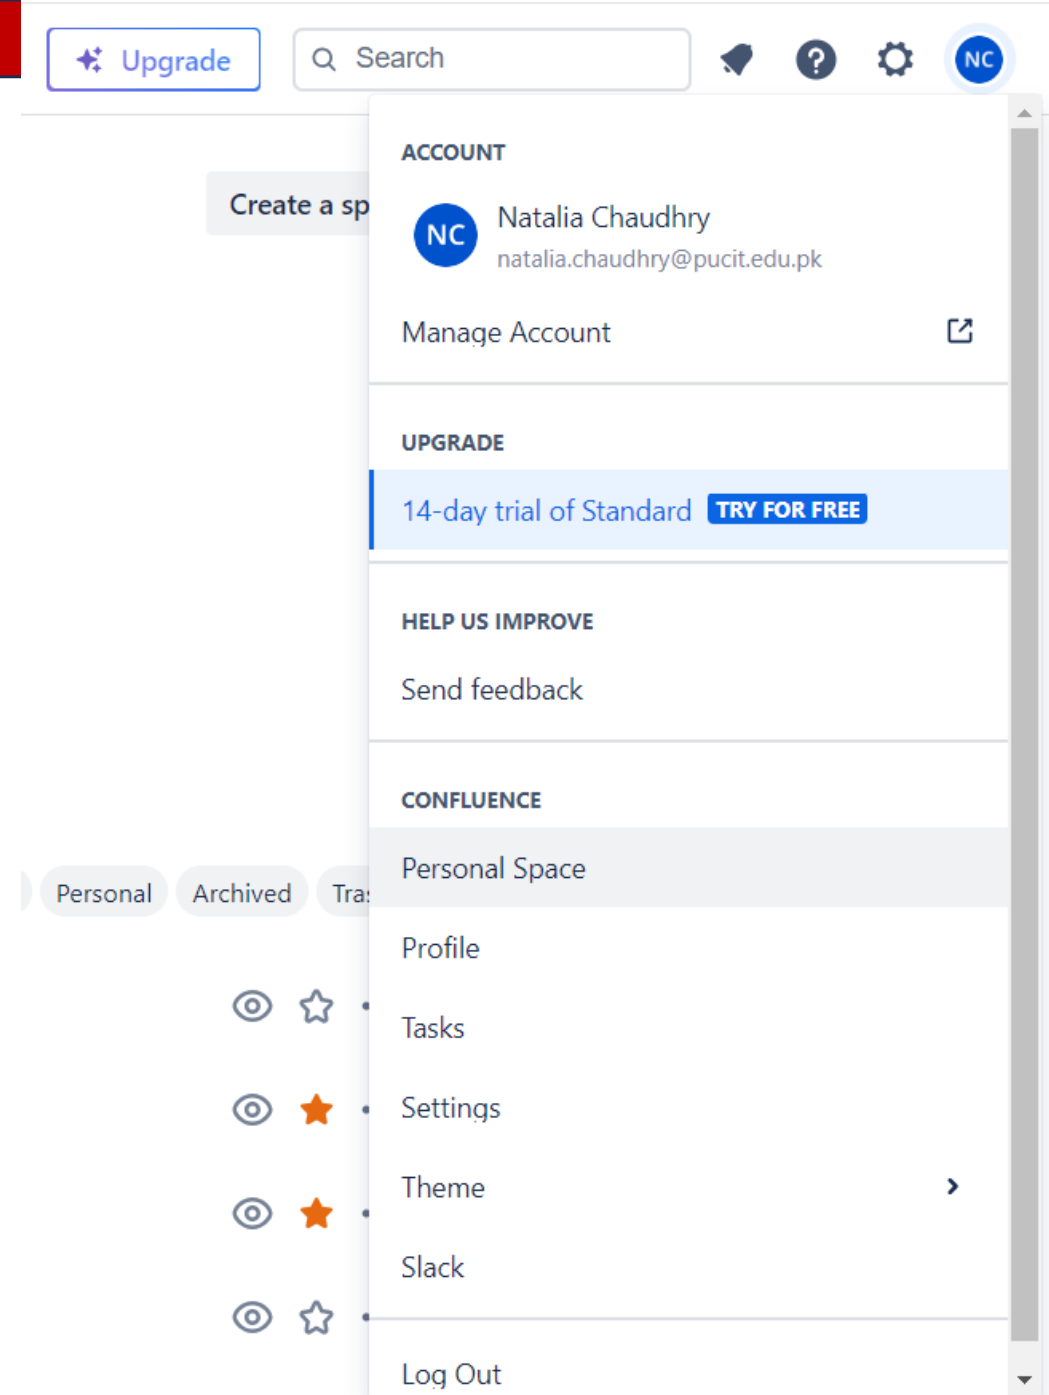 Upgrade
Search
NC
ACCOUNT
Create a sp
NC
Natalia Chaudhry
natalia.chaudhry@pucit.edu.pk
Manage Account
UPGRADE
14-day trial of Standard TRY FOR FREE
HELP US IMPROVE
Send feedback
CONFLUENCE
Personal Space
Personal Archived Tra
Profile
Tasks
Settings
Theme
Slack
Log Out